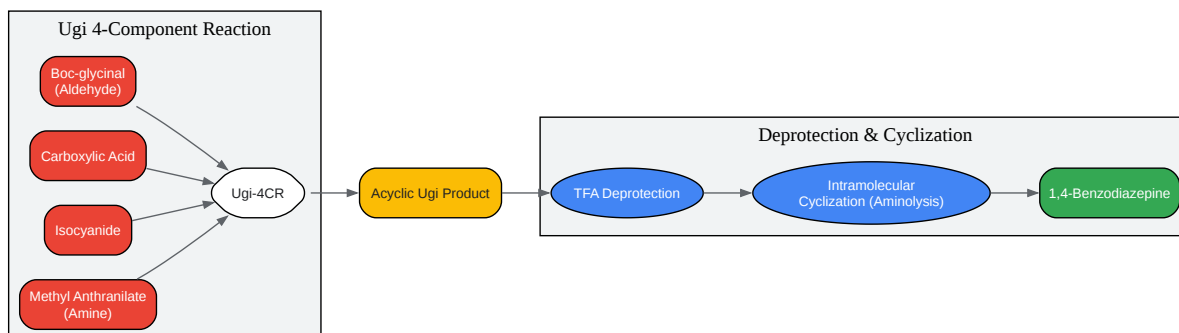 Ugi 4-Component Reaction
Boc-glycinal
(Aldehyde)
Carboxylic Acid
Isocyanide
Methyl Anthranilate
(Amine)
Ugi-4CR
Acyclic Ugi Product
Deprotection & Cyclization
TFA Deprotection
Intramolecular
Cyclization (Aminolysis)
1,4-Benzodiazepine